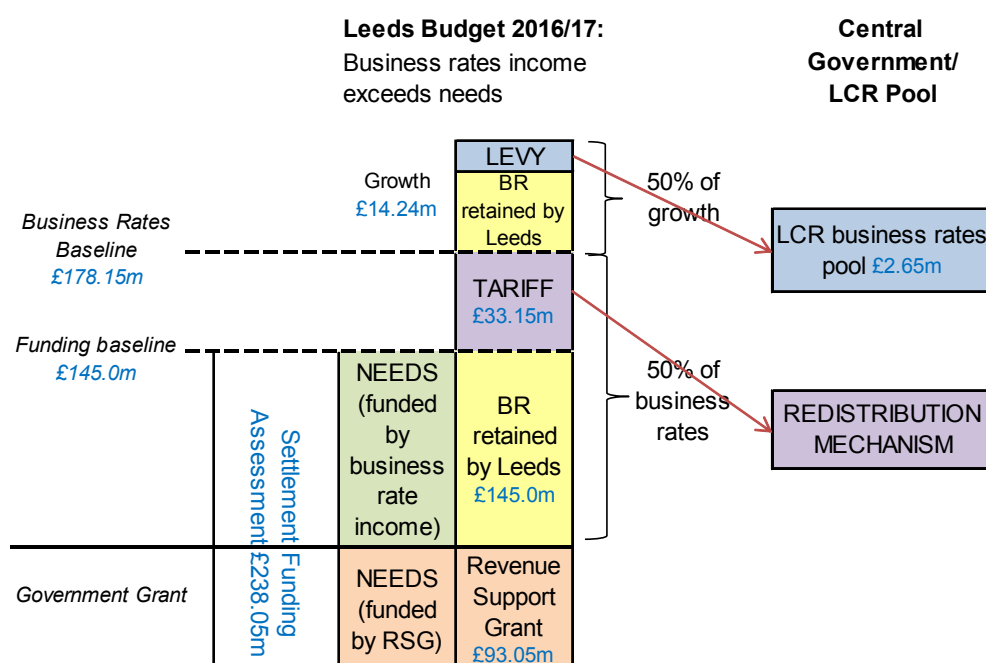 Leeds Budget 2016/17:
Business rates income
exceeds needs
Central
Government/
LCR Pool
LEVY
Growth
£14.24m
BR
retained by
Leeds
50% of
growth
Business Rates
Baseline
£178.15m
LCR business rates
pool £2.65m
TARIFF
£33.15m
Funding baseline
£145.0m
NEEDS
(funded
by
business
rate
income)
BR
retained
by Leeds
£145.0m
50% of
business
rates
REDISTRIBUTION
MECHANISM
Settlement Funding
Assessment £238.05m
Government Grant
NEEDS
(funded
by RSG)
Revenue
Support
Grant
£93.05m